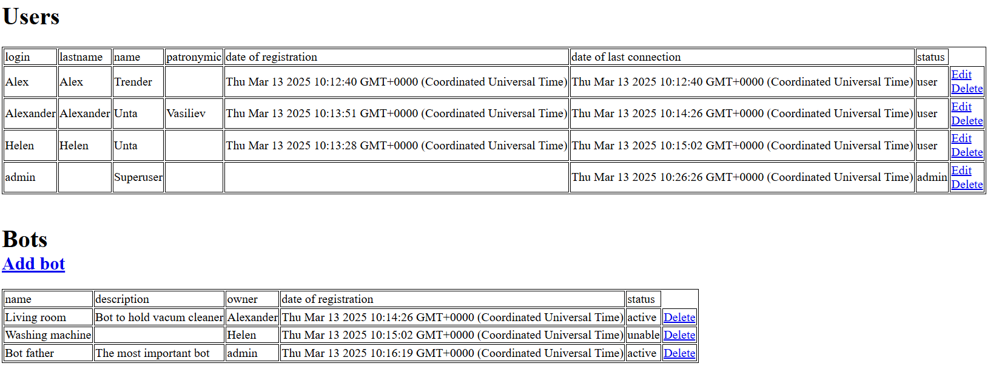 Users
login lastname name patronymic date of registration date of last connection status
Alex Alex Trender Thu Mar 13 2025 10:12:40 GMT+0000 (Coordinated Universal Time) Thu Mar 13 2025 10:12:40 GMT+0000 (Coordinated Universal Time) user Edit
Delete
Alexander Alexander Unta Vasiliev Thu Mar 13 2025 10:13:51 GMT+0000 (Coordinated Universal Time) Thu Mar 13 2025 10:14:26 GMT+0000 (Coordinated Universal Time) user Edit
Delete
Helen Helen Unta Thu Mar 13 2025 10:13:28 GMT+0000 (Coordinated Universal Time) Thu Mar 13 2025 10:15:02 GMT+0000 (Coordinated Universal Time) user Edit
Delete
admin Superuser Thu Mar 13 2025 10:26:26 GMT+0000 (Coordinated Universal Time) admin Edit
Delete
Bots
Add bot
name description owner date of registration status
Living room Bot to hold vacum cleaner Alexander Thu Mar 13 2025 10:14:26 GMT+0000 (Coordinated Universal Time) active Delete
Washing machine Helen Thu Mar 13 2025 10:15:02 GMT+0000 (Coordinated Universal Time) unable Delete
Bot father The most important bot admin Thu Mar 13 2025 10:16:19 GMT+0000 (Coordinated Universal Time) active Delete